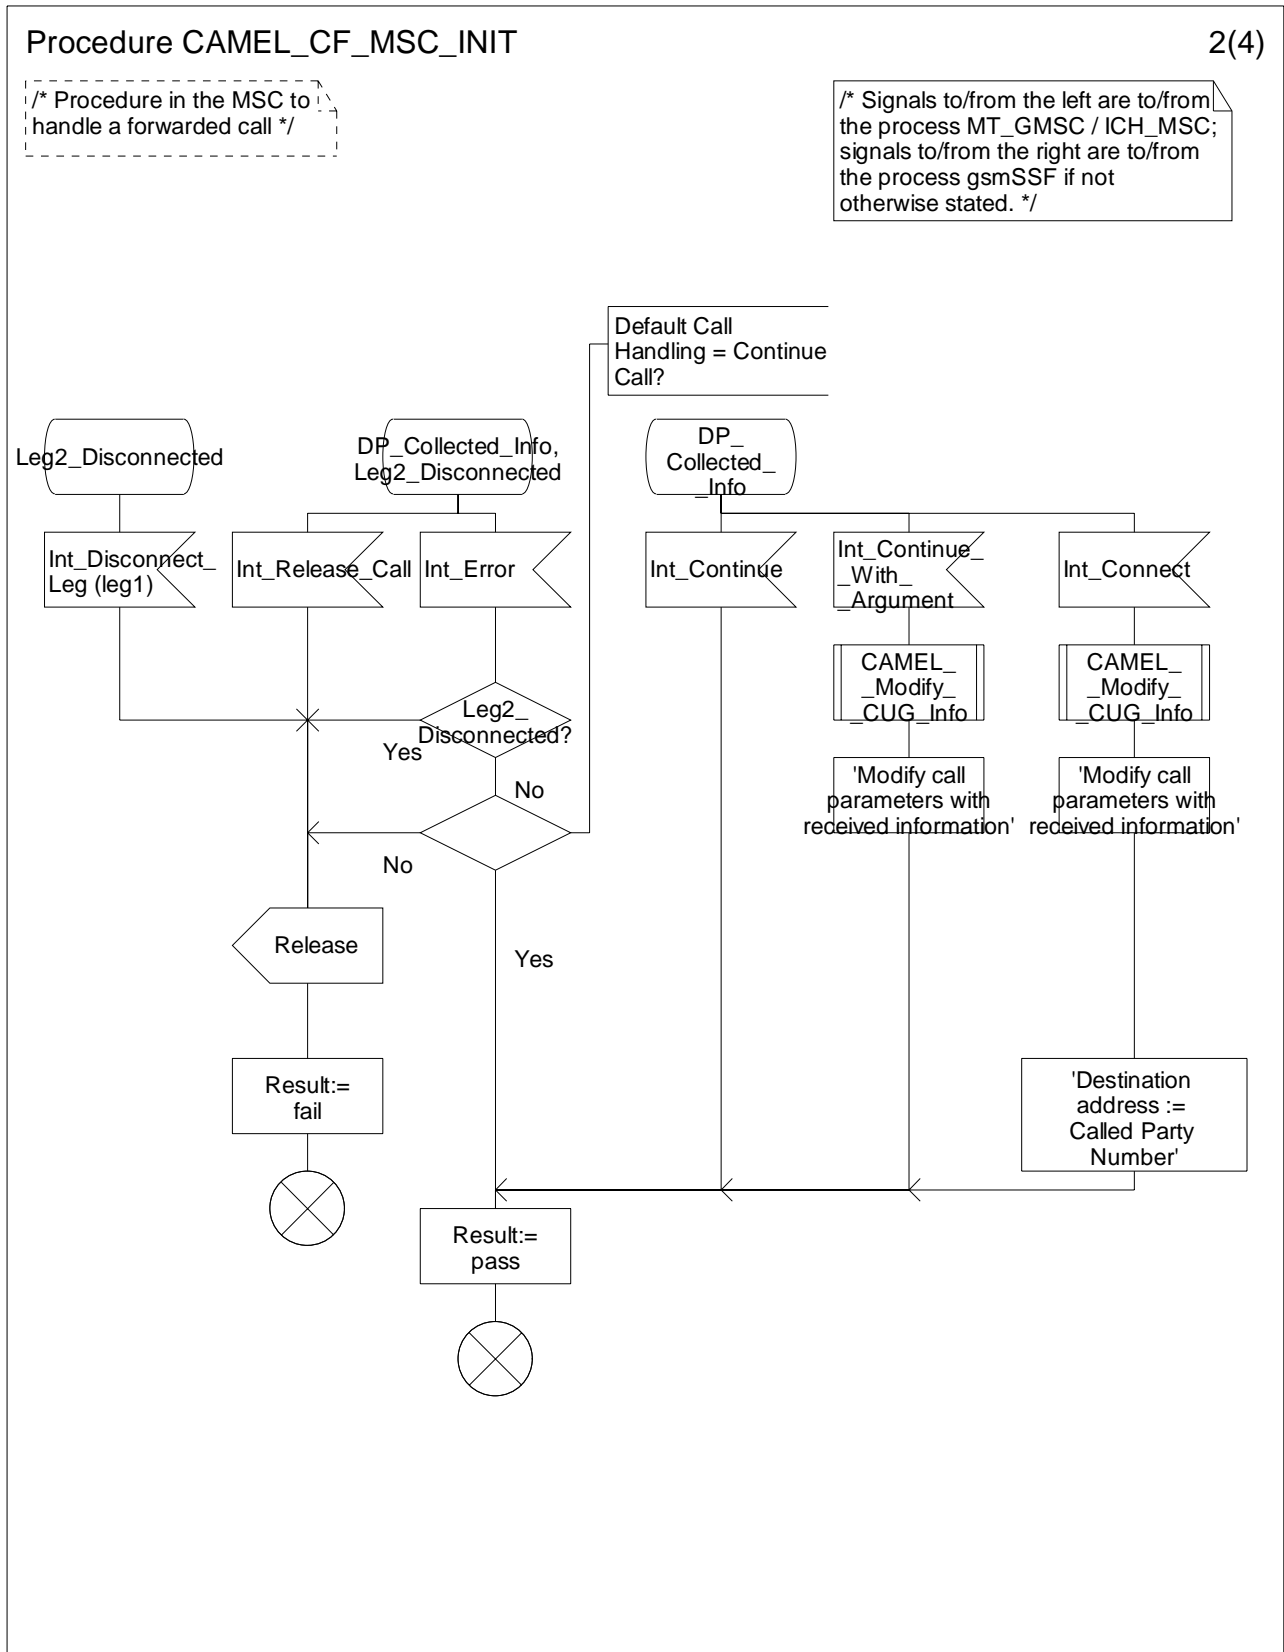 Procedure CAMEL_CF_MSC_INIT
2(4)
/* Procedure in the MSC to
handle a forwarded call */
/* Signals to/from the left are to/from
the process MT_GMSC / ICH_MSC;
signals to/from the right are to/from
the process gsmSSF if not
otherwise stated. */
Default Call
Handling = Continue
Call?
Leg2_Disconnected
DP_Collected_Info,
Leg2_Disconnected
DP_
Collected_
_Info
Int_Disconnect_
Leg (leg1)
Int_Release_Call
Int_Error
Int_Continue
Int_Continue_
_With_
_Argument
Int_Connect
CAMEL_
_Modify_
_CUG_Info
CAMEL_
_Modify_
_CUG_Info
Leg2_
Disconnected?
Yes
No
'Modify call
parameters with
received information'
'Modify call
parameters with
received information'
No
Yes
Release
Result:=
fail
'Destination
address :=
Called Party
Number'
Result:=
pass